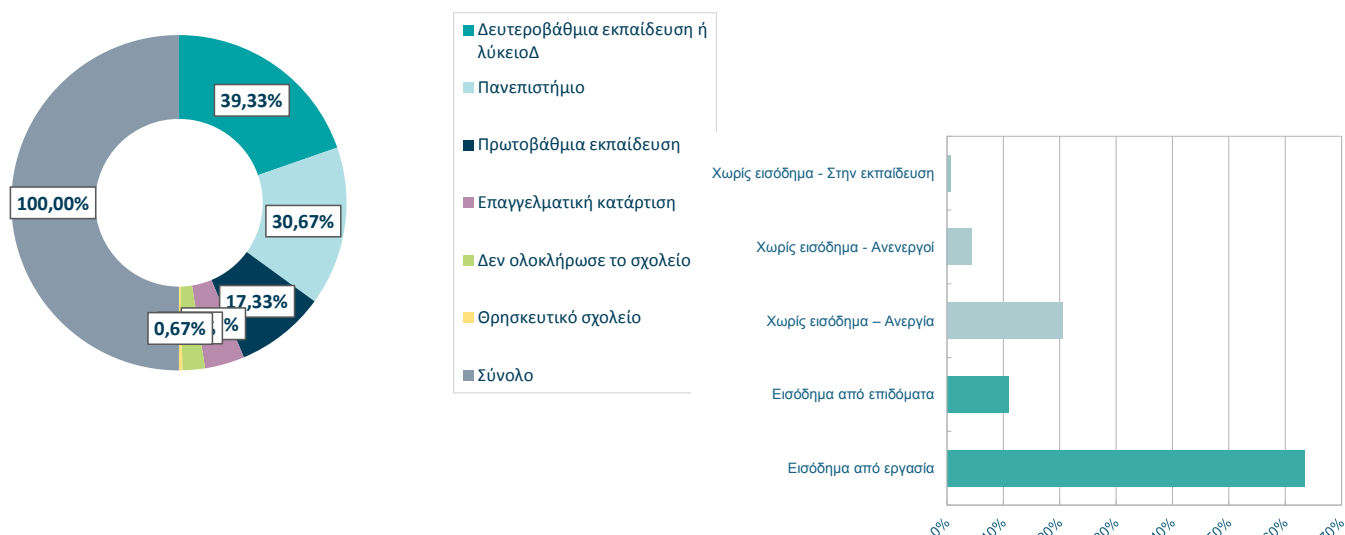 39,33%
30,67%
17,33%
%
0,67%
100,00%
Δευτεροβάθμια εκπαίδευση ή
λύκειοΔ
Πανεπιστήμιο
Πρωτοβάθμια εκπαίδευση
Επαγγελματική κατάρτιση
Δεν ολοκλήρωσε το σχολείο
Θρησκευτικό σχολείο
Σύνολο
Χωρίς εισόδημα - Στην εκπαίδευση
Χωρίς εισόδημα - Ανενεργοί
Χωρίς εισόδημα – Ανεργία
Εισόδημα από επιδόματα
Εισόδημα από εργασία